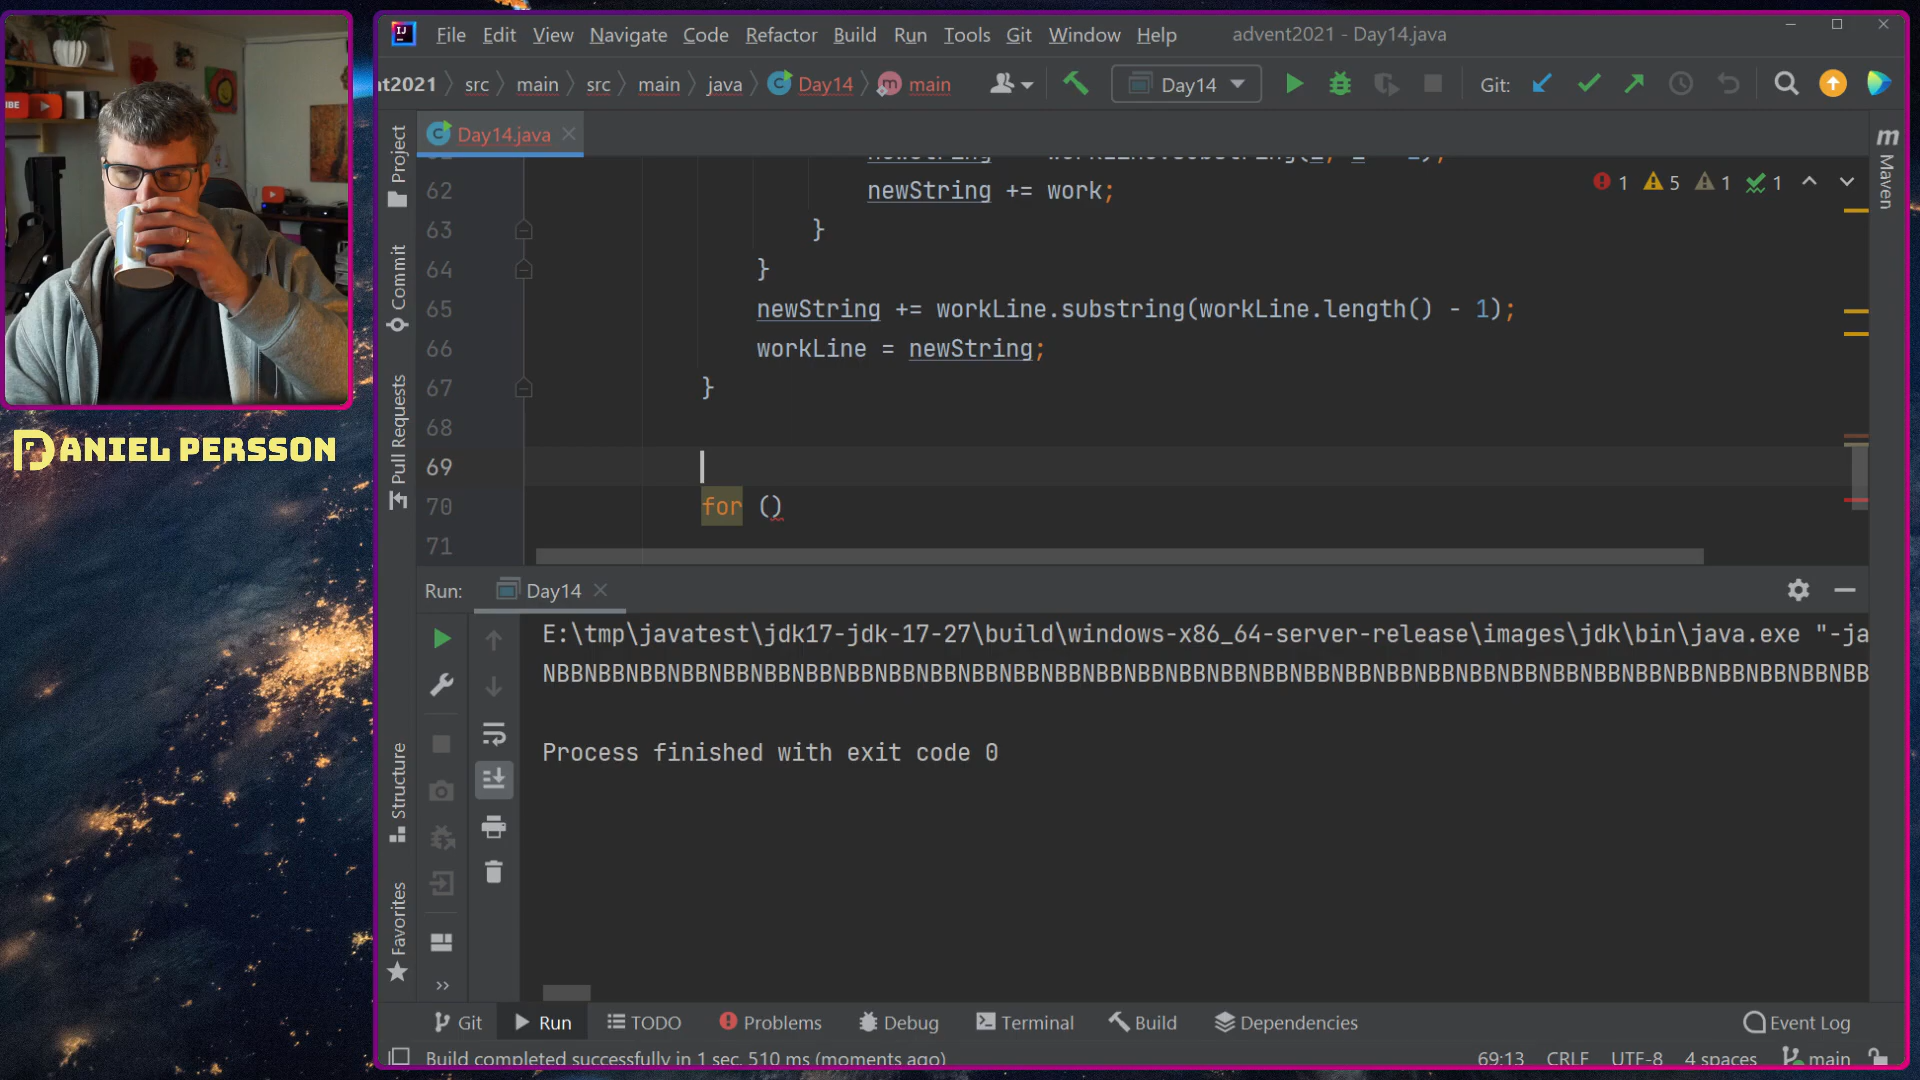 File Edit View Navigate Code Refactor Build Run Tools Git Window Help advent2021 - Day14.java
nt2021 src main src main java Day14 main Day14 Git:
Day14.java
Project
Commit
Pull Requests
Structure
Favorites
Maven
1 5 1 1
62 newString += work;
63 }
64 }
65 newString += workLine.substring(workLine.length() - 1);
66 workLine = newString;
67 }
68
69
70 for ()
71
DANIEL PERSSON
Run: Day14
E:\tmp\javatest\jdk17-jdk-17-27\build\windows-x86_64-server-release\images\jdk\bin\java.exe "-ja
NBBNBBNBBNBBNBBNBBNBBNBBNBBNBBNBBNBBNBBNBBNBBNBBNBBNBBNBBNBBNBBNBBNBBNBBNBBNBBNBBNBBNBBNBBNBBNBB
Process finished with exit code 0
Git Run TODO Problems Debug Terminal Build Dependencies Event Log
Build completed successfully in 1 sec, 510 ms (moments ago) 69:13 CRLF UTF-8 4 spaces main